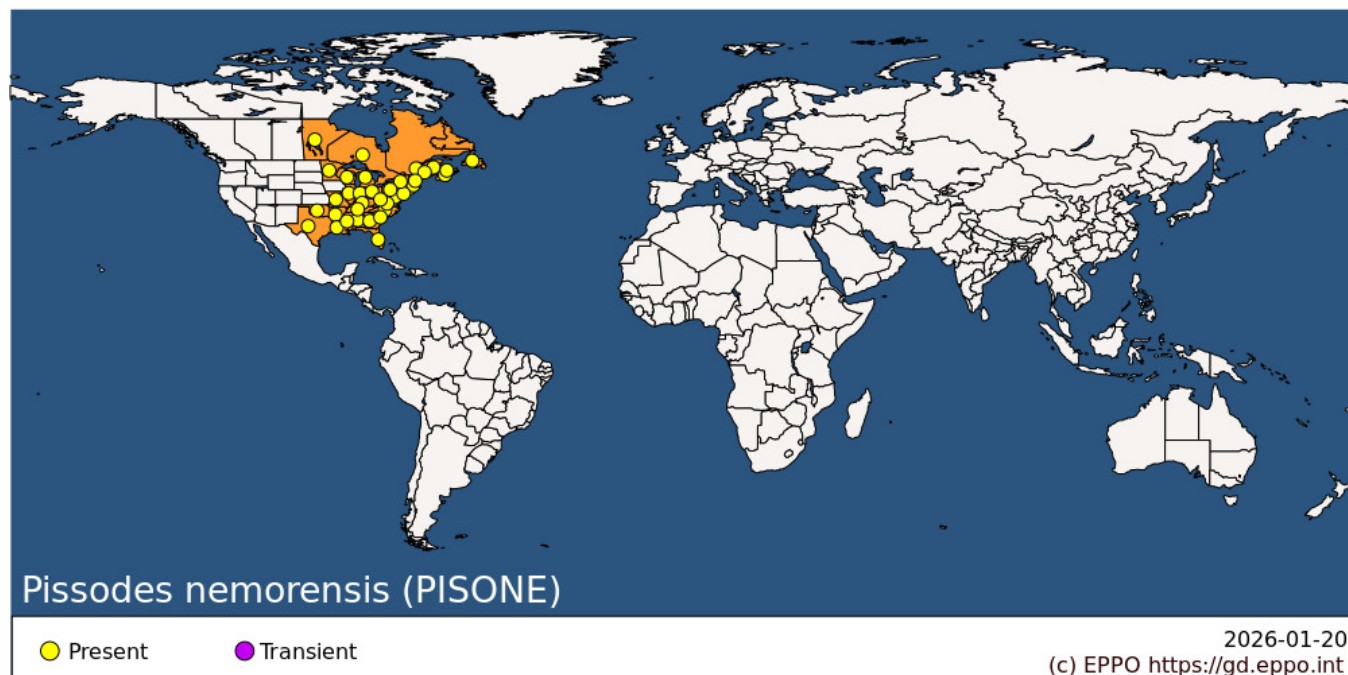 Pissodes nemorensis (PISONE)
Present
Transient
2026-01-20
(c) EPPO https://gd.eppo.int